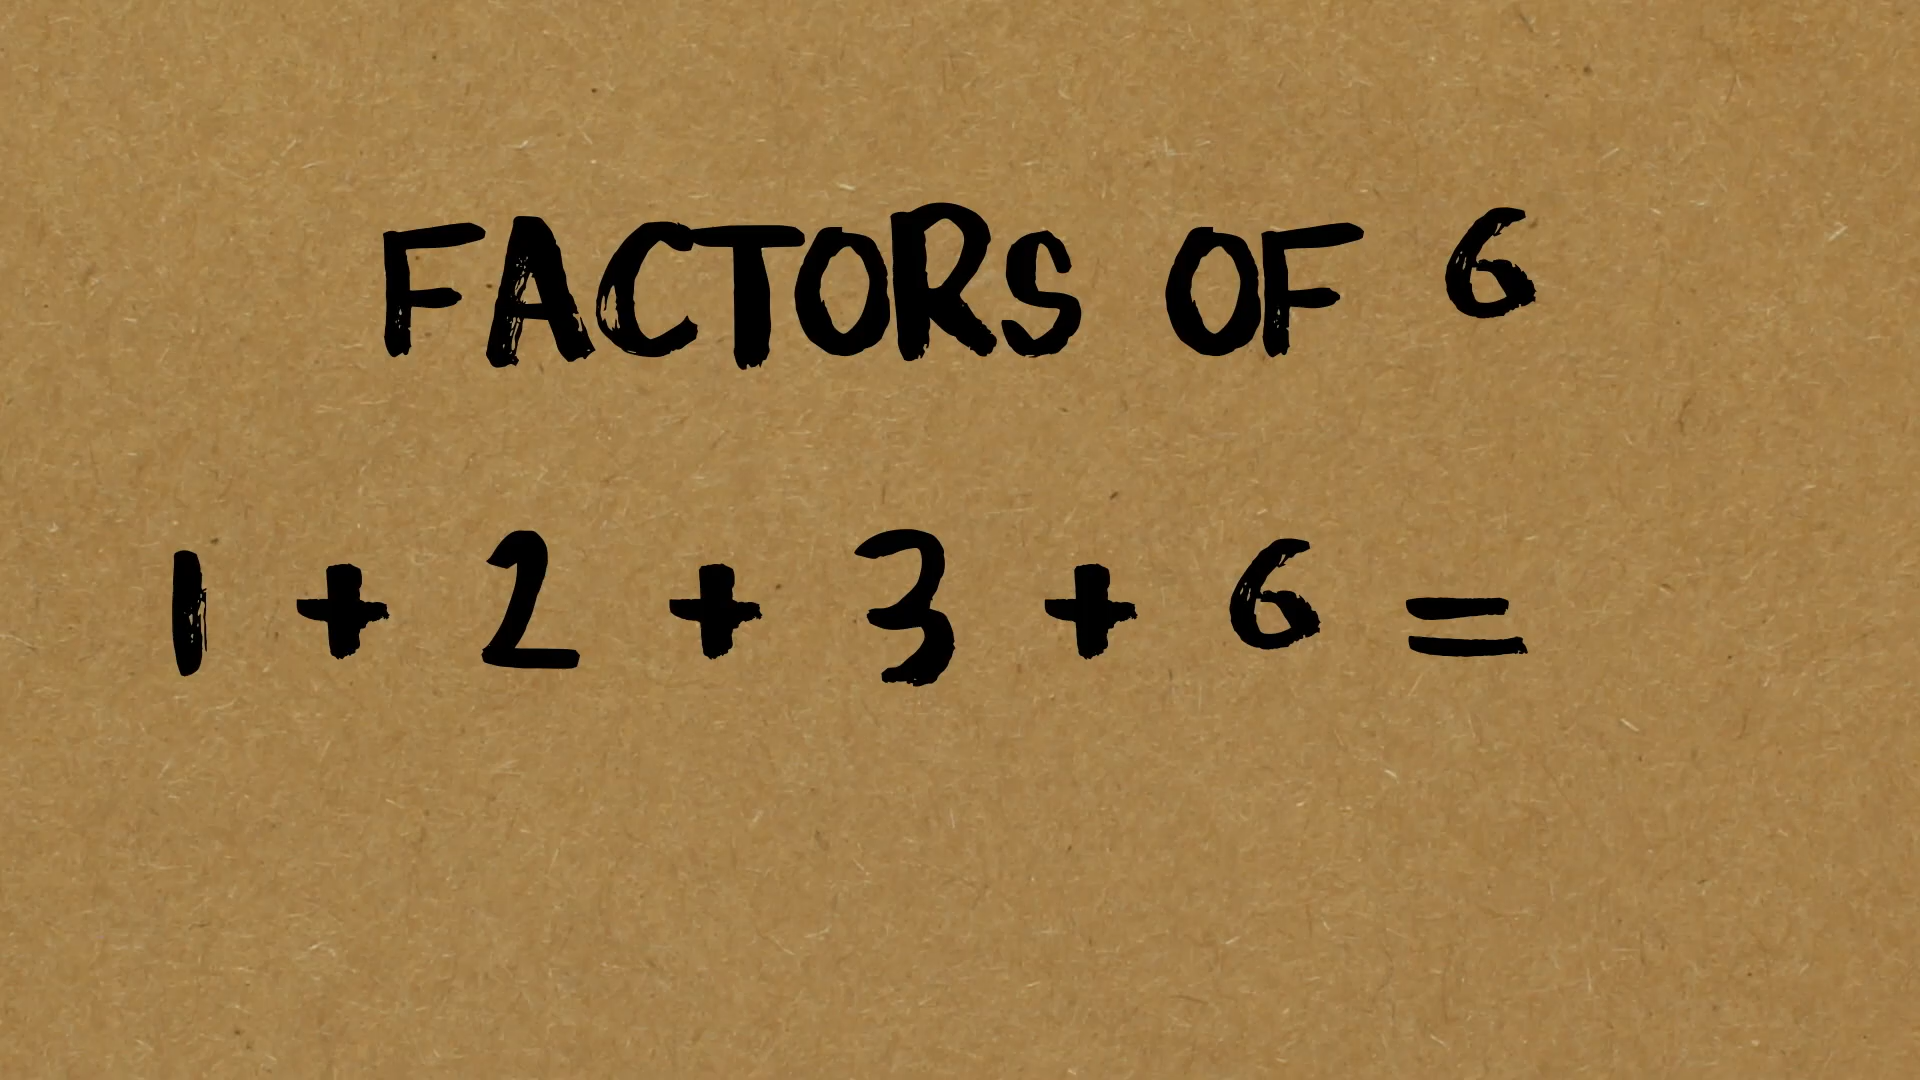 FACTORS OF 6
1 + 2 + 3 + 6 =